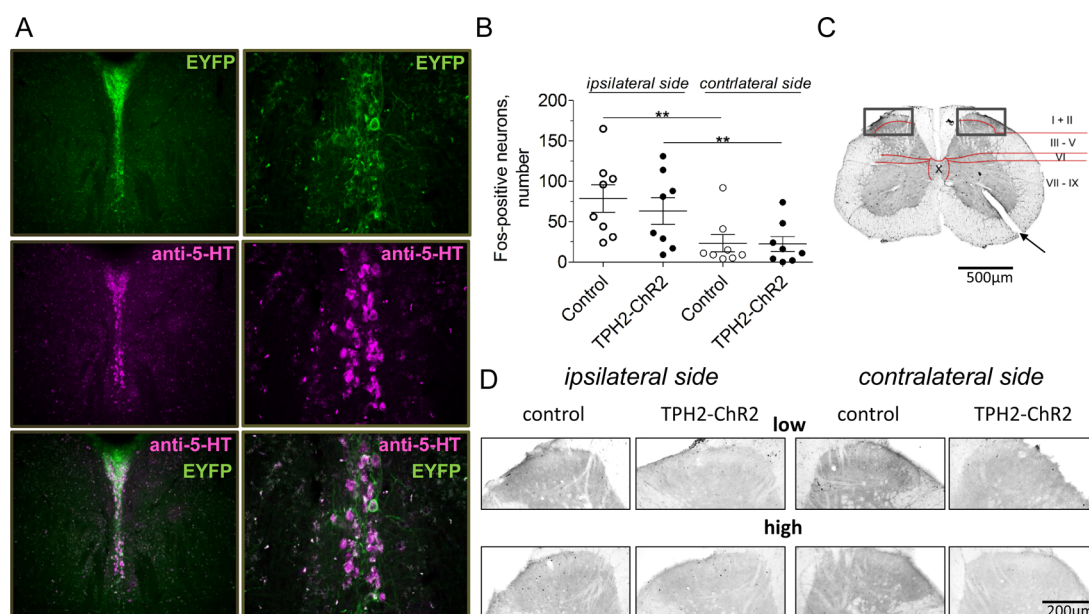 A
EYFP
EYFP
anti-5-HT
anti-5-HT
anti-5-HT
EYFP
anti-5-HT
EYFP
B
ipsilateral side
contrlateral side
Fos-positive neurons,
number
200
150
100
50
0
**
**
Control
TPH2-ChR2
Control
TPH2-ChR2
C
I + II
III - V
VI
X
VII - IX
500µm
D
ipsilateral side
contralateral side
control
TPH2-ChR2
control
TPH2-ChR2
low
high
200µm